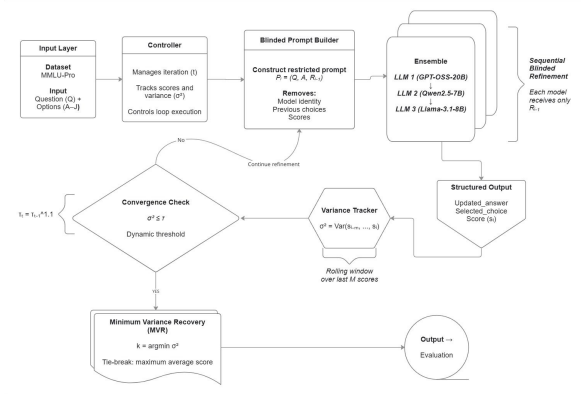 Input Layer
Dataset
MMLU-Pro
Input
Question (Q) +
Options (A–J)
Controller
Manages iteration (t)
Tracks scores and
variance (σ²)
Controls loop execution
Blinded Prompt Builder
Construct restricted prompt
Pₜ = (Q, A, Rₜ₋₁)
Removes:
Model Identity
Previous choices
Scores
Ensemble
LLM 1 (GPT-OSS-20B)
↓
LLM 2 (Qwen2.5-7B)
↓
LLM 3 (Llama-3.1-8B)
Sequential
Blinded
Refinement
Each model
receives only
Rₜ₋₁
No
Continue refinement
Structured Output
Updated_answer
Selected_choice
Score (sₜ)
Variance Tracker
σ² = Var(sₜ₋ₘ, ..., sₜ)
Rolling window
over last M scores
Convergence Check
σ² ≤ τ
Dynamic threshold
τₜ = τₜ₋₁*1.1
Yes
Minimum Variance Recovery
(MVR)
k = argmin σ²
Tie-break: maximum average score
Output →
Evaluation